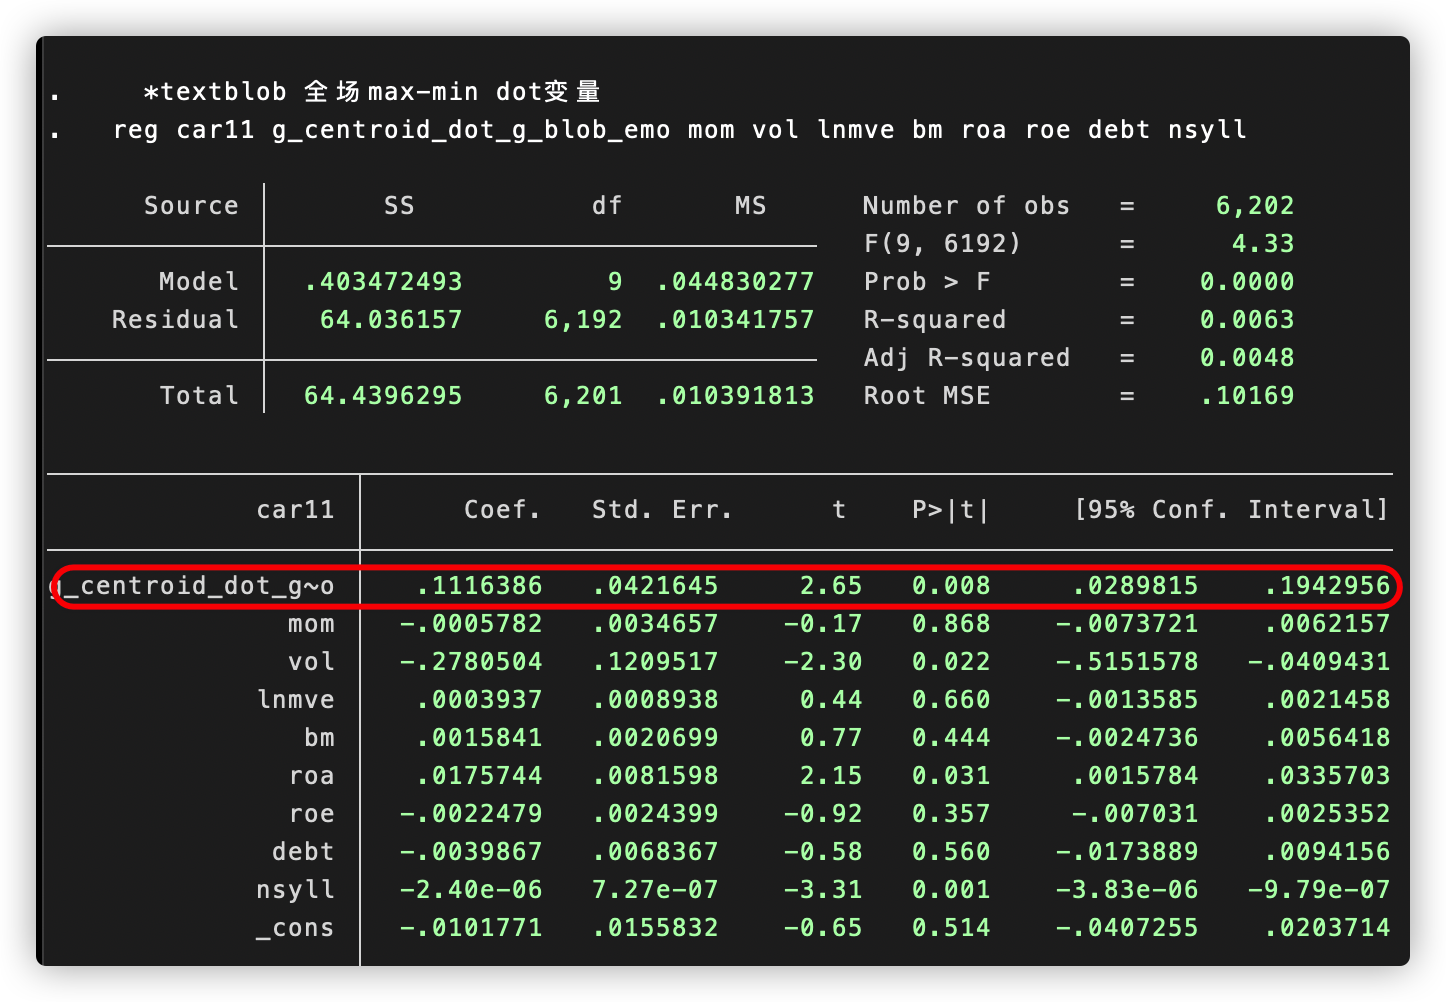 . *textblob 全场max-min dot变量
. reg car11 g_centroid_dot_g_blob_emo mom vol lnmve bm roa roe debt nsyll
Source SS df MS Number of obs = 6,202
F(9, 6192) = 4.33
Model .403472493 9 .044830277 Prob > F = 0.0000
Residual 64.036157 6,192 .010341757 R-squared = 0.0063
Adj R-squared = 0.0048
Total 64.4396295 6,201 .010391813 Root MSE = .10169
car11 Coef. Std. Err. t P>|t| [95% Conf. Interval]
g_centroid_dot_g~o .1116386 .0421645 2.65 0.008 .0289815 .1942956
mom -.0005782 .0034657 -0.17 0.868 -.0073721 .0062157
vol -.2780504 .1209517 -2.30 0.022 -.5151578 -.0409431
lnmve .0003937 .0008938 0.44 0.660 -.0013585 .0021458
bm .0015841 .0020699 0.77 0.444 -.0024736 .0056418
roa .0175744 .0081598 2.15 0.031 .0015784 .0335703
roe -.0022479 .0024399 -0.92 0.357 -.007031 .0025352
debt -.0039867 .0068367 -0.58 0.560 -.0173889 .0094156
nsyll -2.40e-06 7.27e-07 -3.31 0.001 -3.83e-06 -9.79e-07
_cons -.0101771 .0155832 -0.65 0.514 -.0407255 .0203714